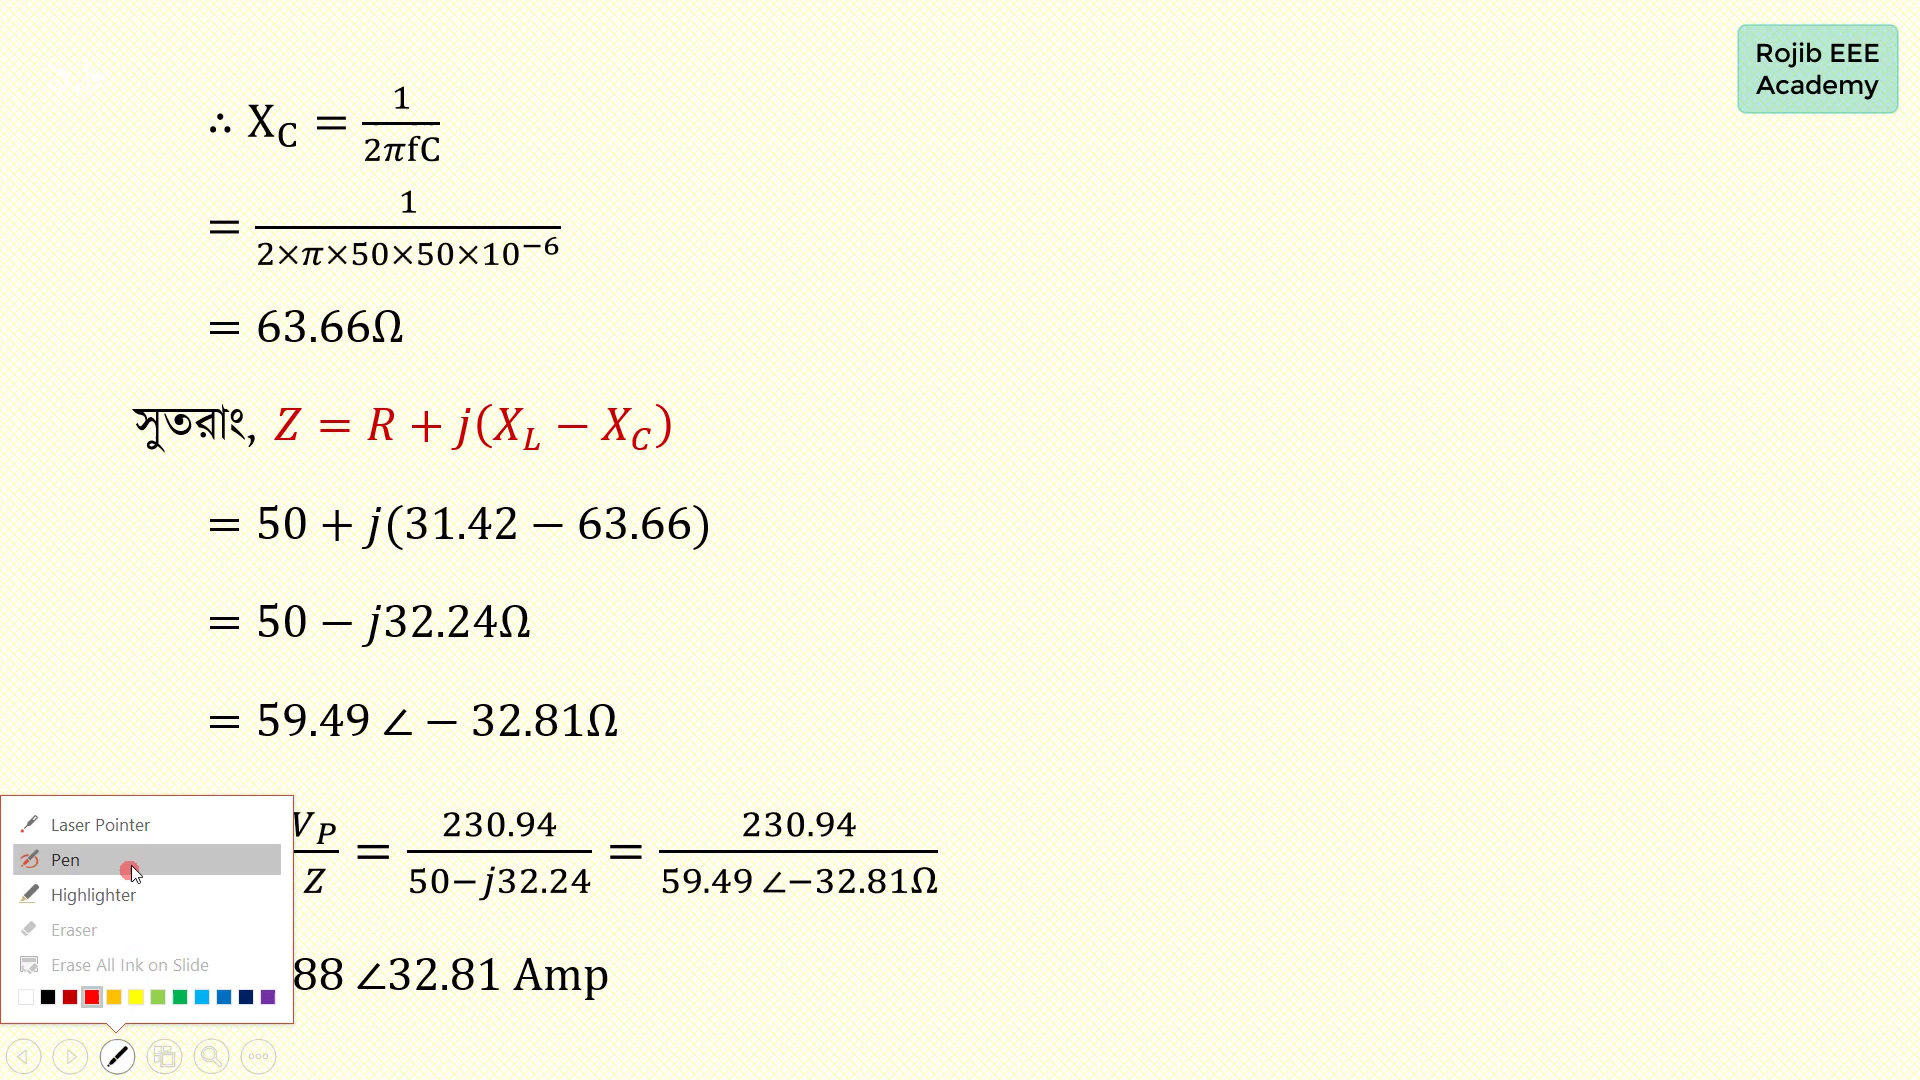 Rojib EEE
Academy
∴ X_C = 1/(2πfC)
= 1/(2×π×50×50×10⁻⁶)
= 63.66Ω
সুতরাং, Z = R + j(X_L − X_C)
= 50 + j(31.42 − 63.66)
= 50 − j32.24Ω
= 59.49 ∠ − 32.81Ω
V_P/Z = 230.94/(50−j32.24) = 230.94/(59.49 ∠−32.81Ω)
88 ∠32.81 Amp
Laser Pointer
Pen
Highlighter
Eraser
Erase All Ink on Slide